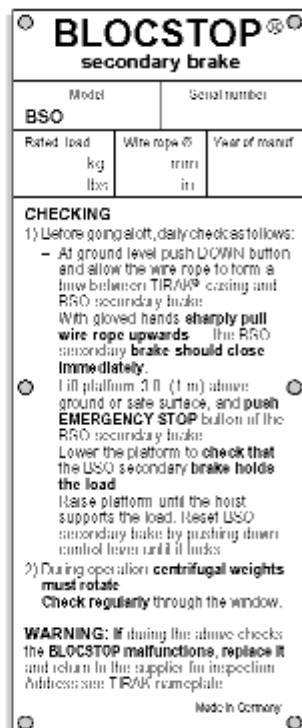 BLOCSTOP®
secondary brake
Model Serial number
BSO
Rated load Wire rope Ø Year of manuf
kg mm
lbs in
CHECKING
1) Before going aloft, daily check as follows:
– At ground level push DOWN button
and allow the wire rope to form a
bow between TIRAK® casing and
BSO secondary brake
With gloved hands sharply pull
wire rope upwards the BSO
secondary brake should close
immediately.
Lift platform 3 ft (1 m) above
ground or safe surface, and push
EMERGENCY STOP button of the
BSO secondary brake
Lower the platform to check that
the BSO secondary brake holds
the load
Raise platform until the hoist
supports the load. Reset BSO
secondary brake by pushing down
control lever until it locks
2) During operation centrifugal weights
must rotate
Check regularly through the window.
WARNING: If during the above checks
the BLOCSTOP malfunctions, replace it
and return to the supplier for inspection
Address see TIRAK nameplate
Made in Germany